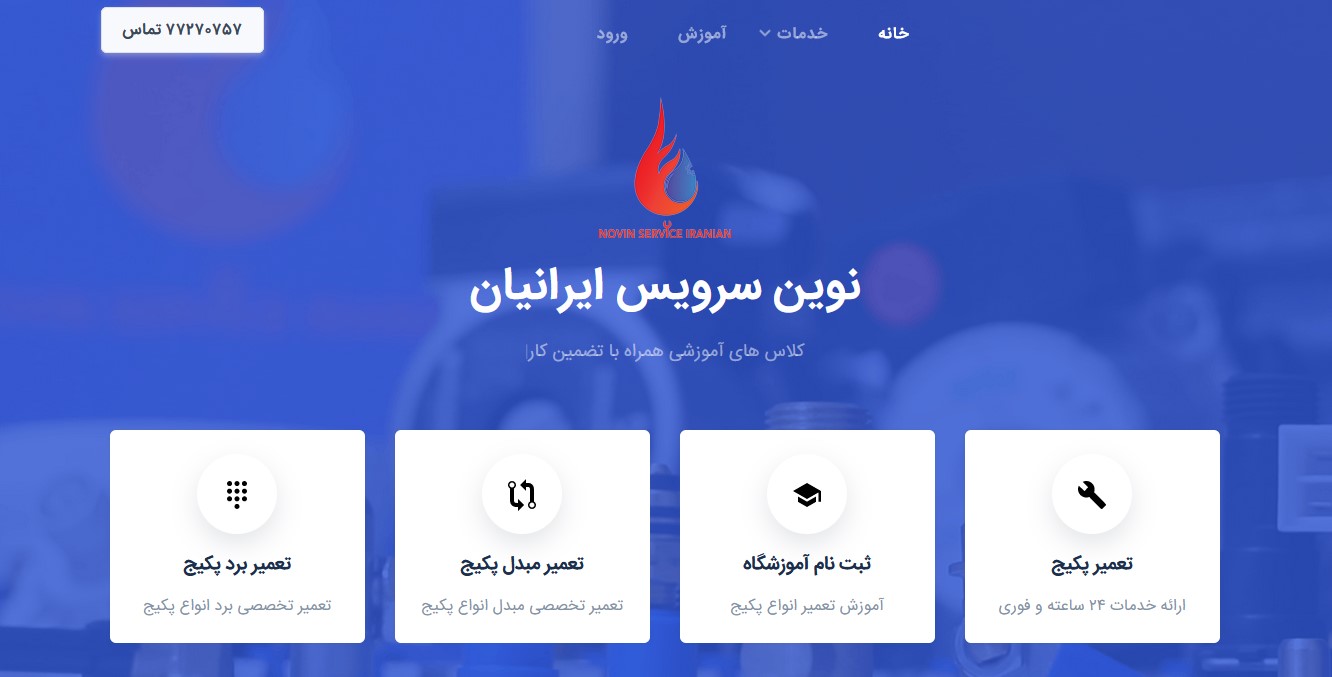 خانه
خدمات
آموزش
ورود
۷۷۲۷۰۷۵۷ تماس
NOVIN SERVICE IRANIAN
نوین سرویس ایرانیان
کلاس های آموزشی همراه با تضمین کارا
تعمیر پکیج
ارائه خدمات ۲۴ ساعته و فوری
ثبت نام آموزشگاه
آموزش تعمیر انواع پکیج
تعمیر مبدل پکیج
تعمیر تخصصی مبدل انواع پکیج
تعمیر برد پکیج
تعمیر تخصصی برد انواع پکیج